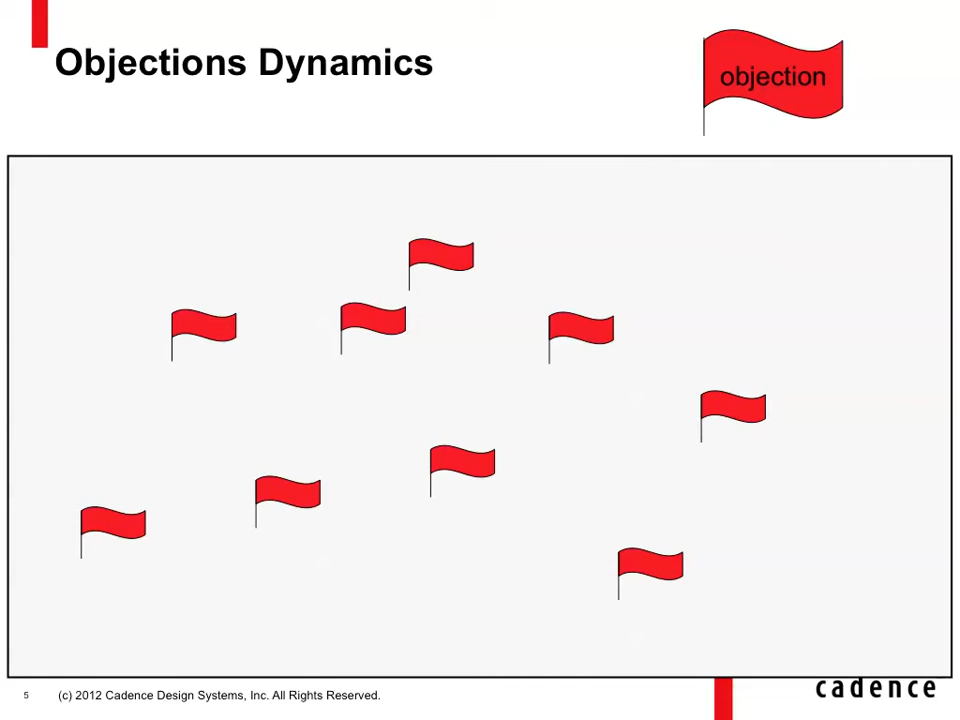 Objections Dynamics
objection
5 (c) 2012 Cadence Design Systems, Inc. All Rights Reserved.
cadence